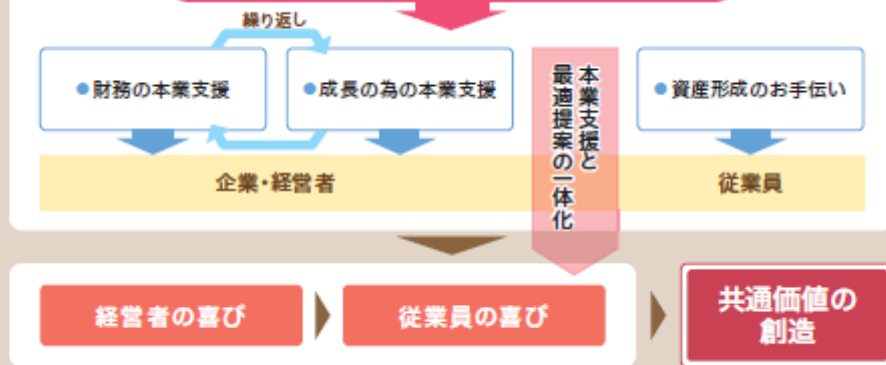 繰り返し
●財務の本業支援
●成長の為の本業支援
本業支援と
最適提案の一体化
●資産形成のお手伝い
企業・経営者
従業員
経営者の喜び
従業員の喜び
共通価値の
創造